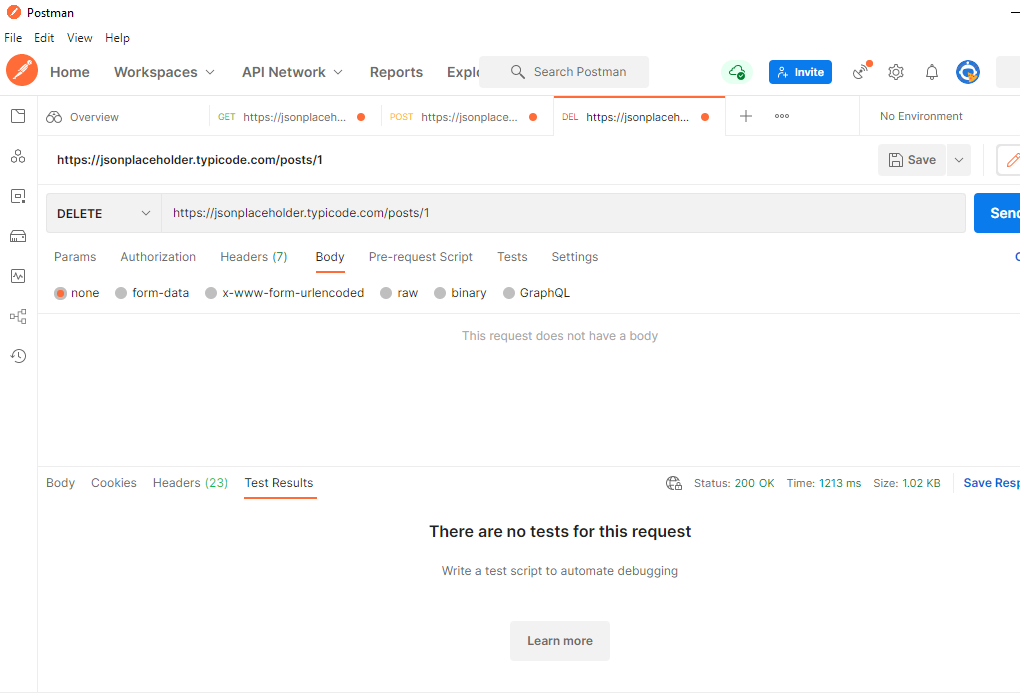 Postman
File Edit View Help
Home Workspaces API Network Reports Explo Search Postman Invite
Overview GET https://jsonplaceh... POST https://jsonplace... DEL https://jsonplaceh... No Environment
https://jsonplaceholder.typicode.com/posts/1 Save
DELETE https://jsonplaceholder.typicode.com/posts/1 Send
Params Authorization Headers (7) Body Pre-request Script Tests Settings
none form-data x-www-form-urlencoded raw binary GraphQL
This request does not have a body
Body Cookies Headers (23) Test Results Status: 200 OK Time: 1213 ms Size: 1.02 KB Save Resp
There are no tests for this request
Write a test script to automate debugging
Learn more